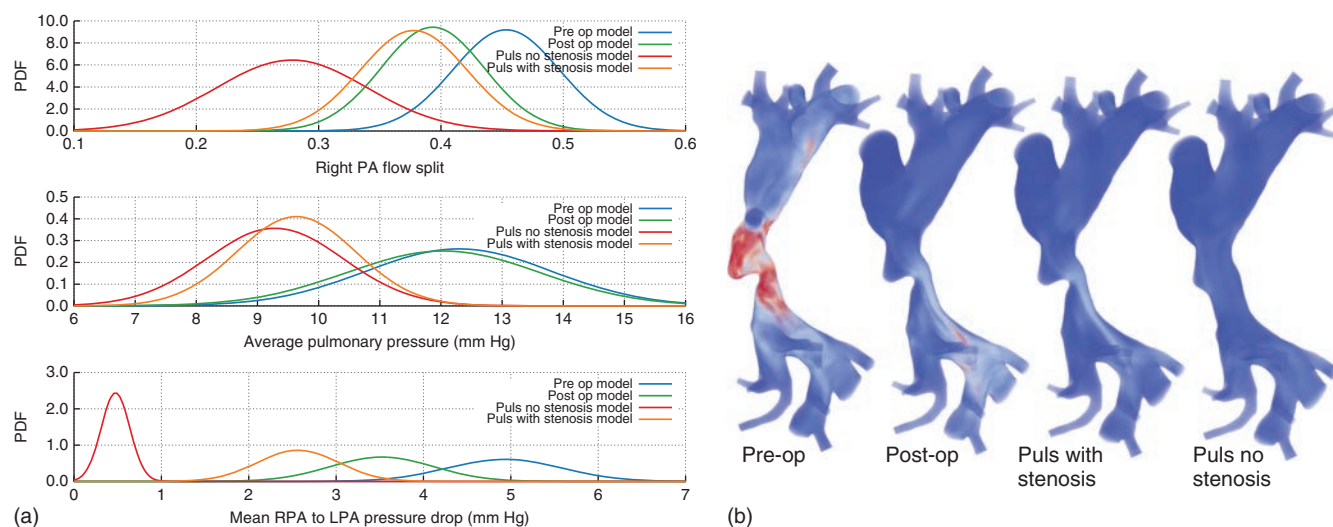 10.0
8.0
6.0
4.0
2.0
0.0
PDF
Pre op model
Post op model
Puls no stenosis model
Puls with stenosis model
0.1 0.2 0.3 0.4 0.5 0.6
Right PA flow split
0.5
0.4
0.3
0.2
0.1
0.0
PDF
Pre op model
Post op model
Puls no stenosis model
Puls with stenosis model
6 7 8 9 10 11 12 13 14 15 16
Average pulmonary pressure (mm Hg)
3.0
2.0
1.0
0.0
PDF
Pre op model
Post op model
Puls no stenosis model
Puls with stenosis model
0 1 2 3 4 5 6 7
Mean RPA to LPA pressure drop (mm Hg)
(a)
Pre-op
Post-op
Puls with
stenosis
Puls no
stenosis
(b)